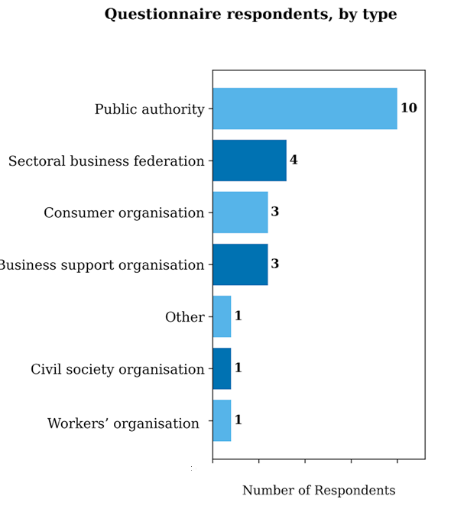 Questionnaire respondents, by type
Public authority
10
Sectoral business federation
4
Consumer organisation
3
Business support organisation
3
Other
1
Civil society organisation
1
Workers’ organisation
1
Number of Respondents